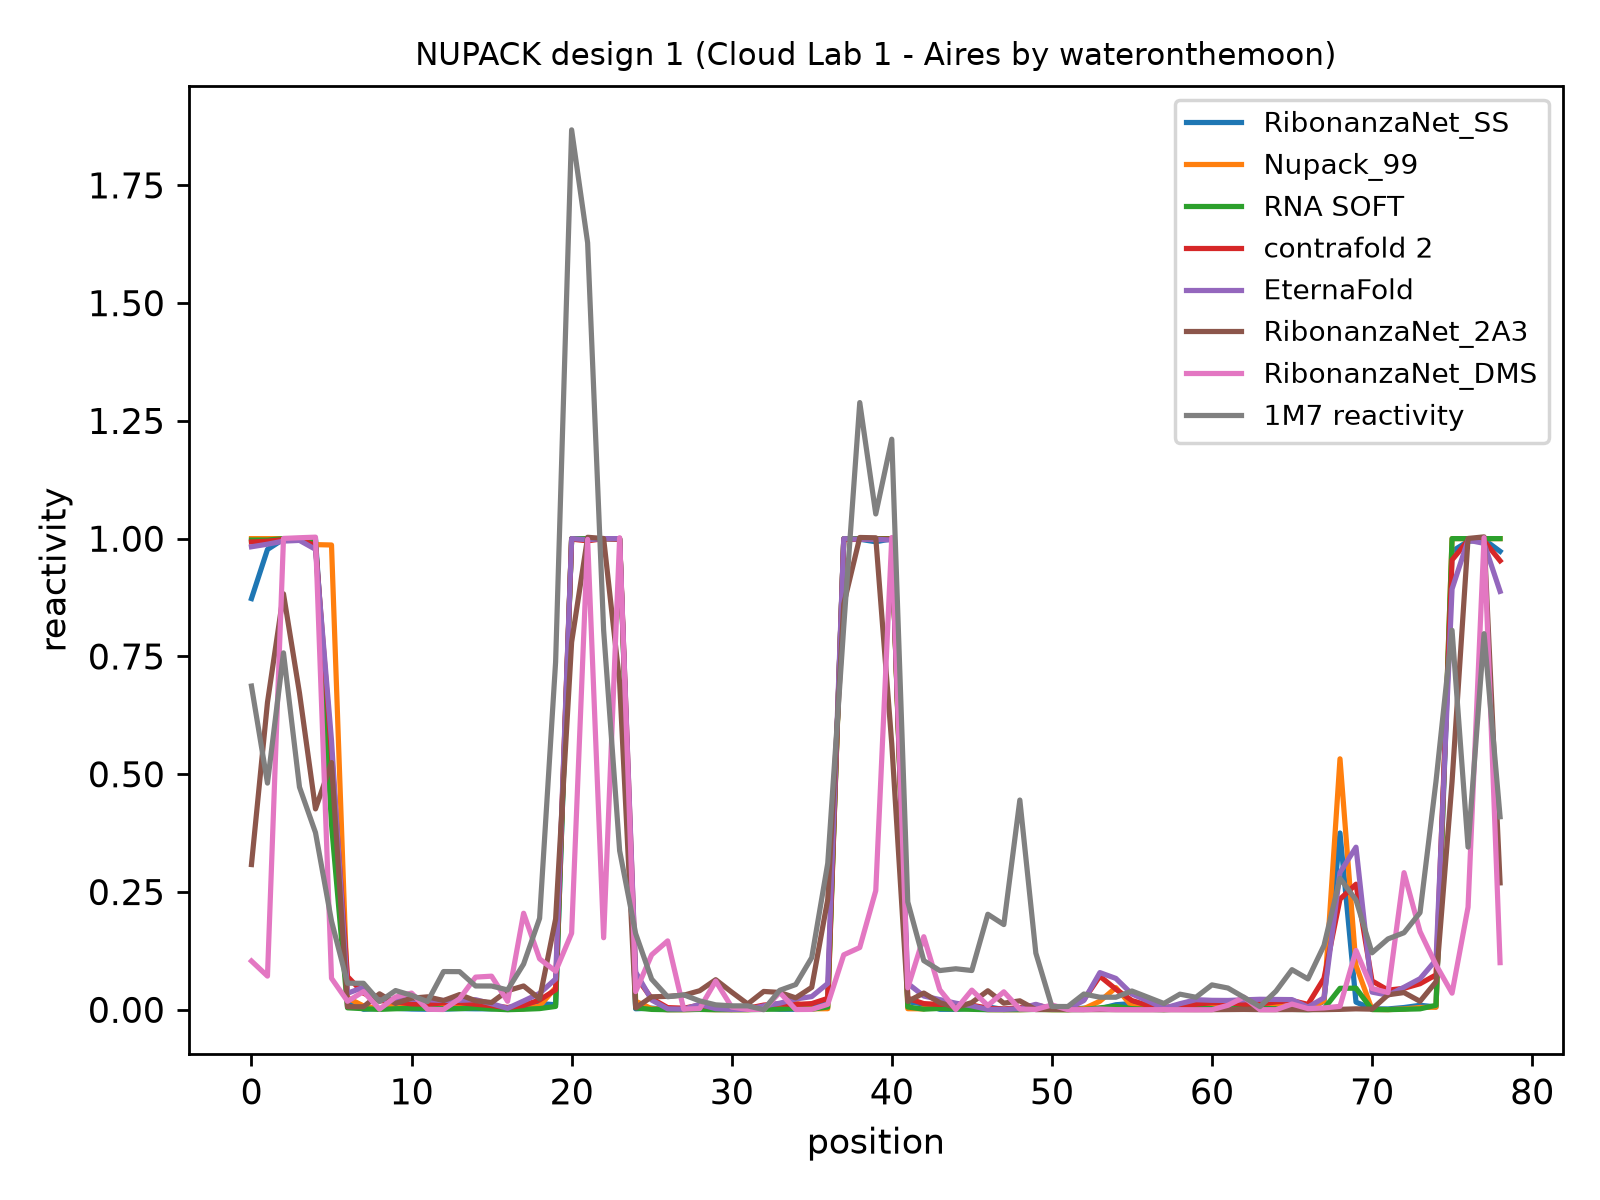 NUPACK design 1 (Cloud Lab 1 - Aires by wateronthemoon)
RibonanzaNet_SS
Nupack_99
RNA SOFT
contrafold 2
EternaFold
RibonanzaNet_2A3
RibonanzaNet_DMS
1M7 reactivity
reactivity
1.75
1.50
1.25
1.00
0.75
0.50
0.25
0.00
0 10 20 30 40 50 60 70 80
position